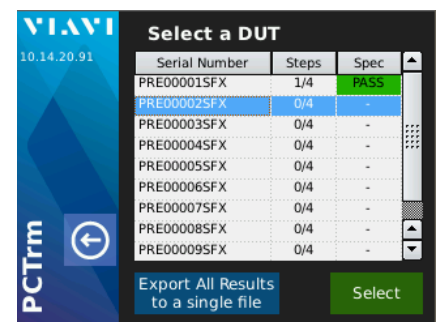 VIAVI
Select a DUT
10.14.20.91
Serial Number Steps Spec
PRE00001SFX 1/4 PASS
PRE00002SFX 0/4 -
PRE00003SFX 0/4 -
PRE00004SFX 0/4 -
PRE00005SFX 0/4 -
PRE00006SFX 0/4 -
PRE00007SFX 0/4 -
PRE00008SFX 0/4 -
PRE00009SFX 0/4 -
PCTrm
Export All Results
to a single file
Select